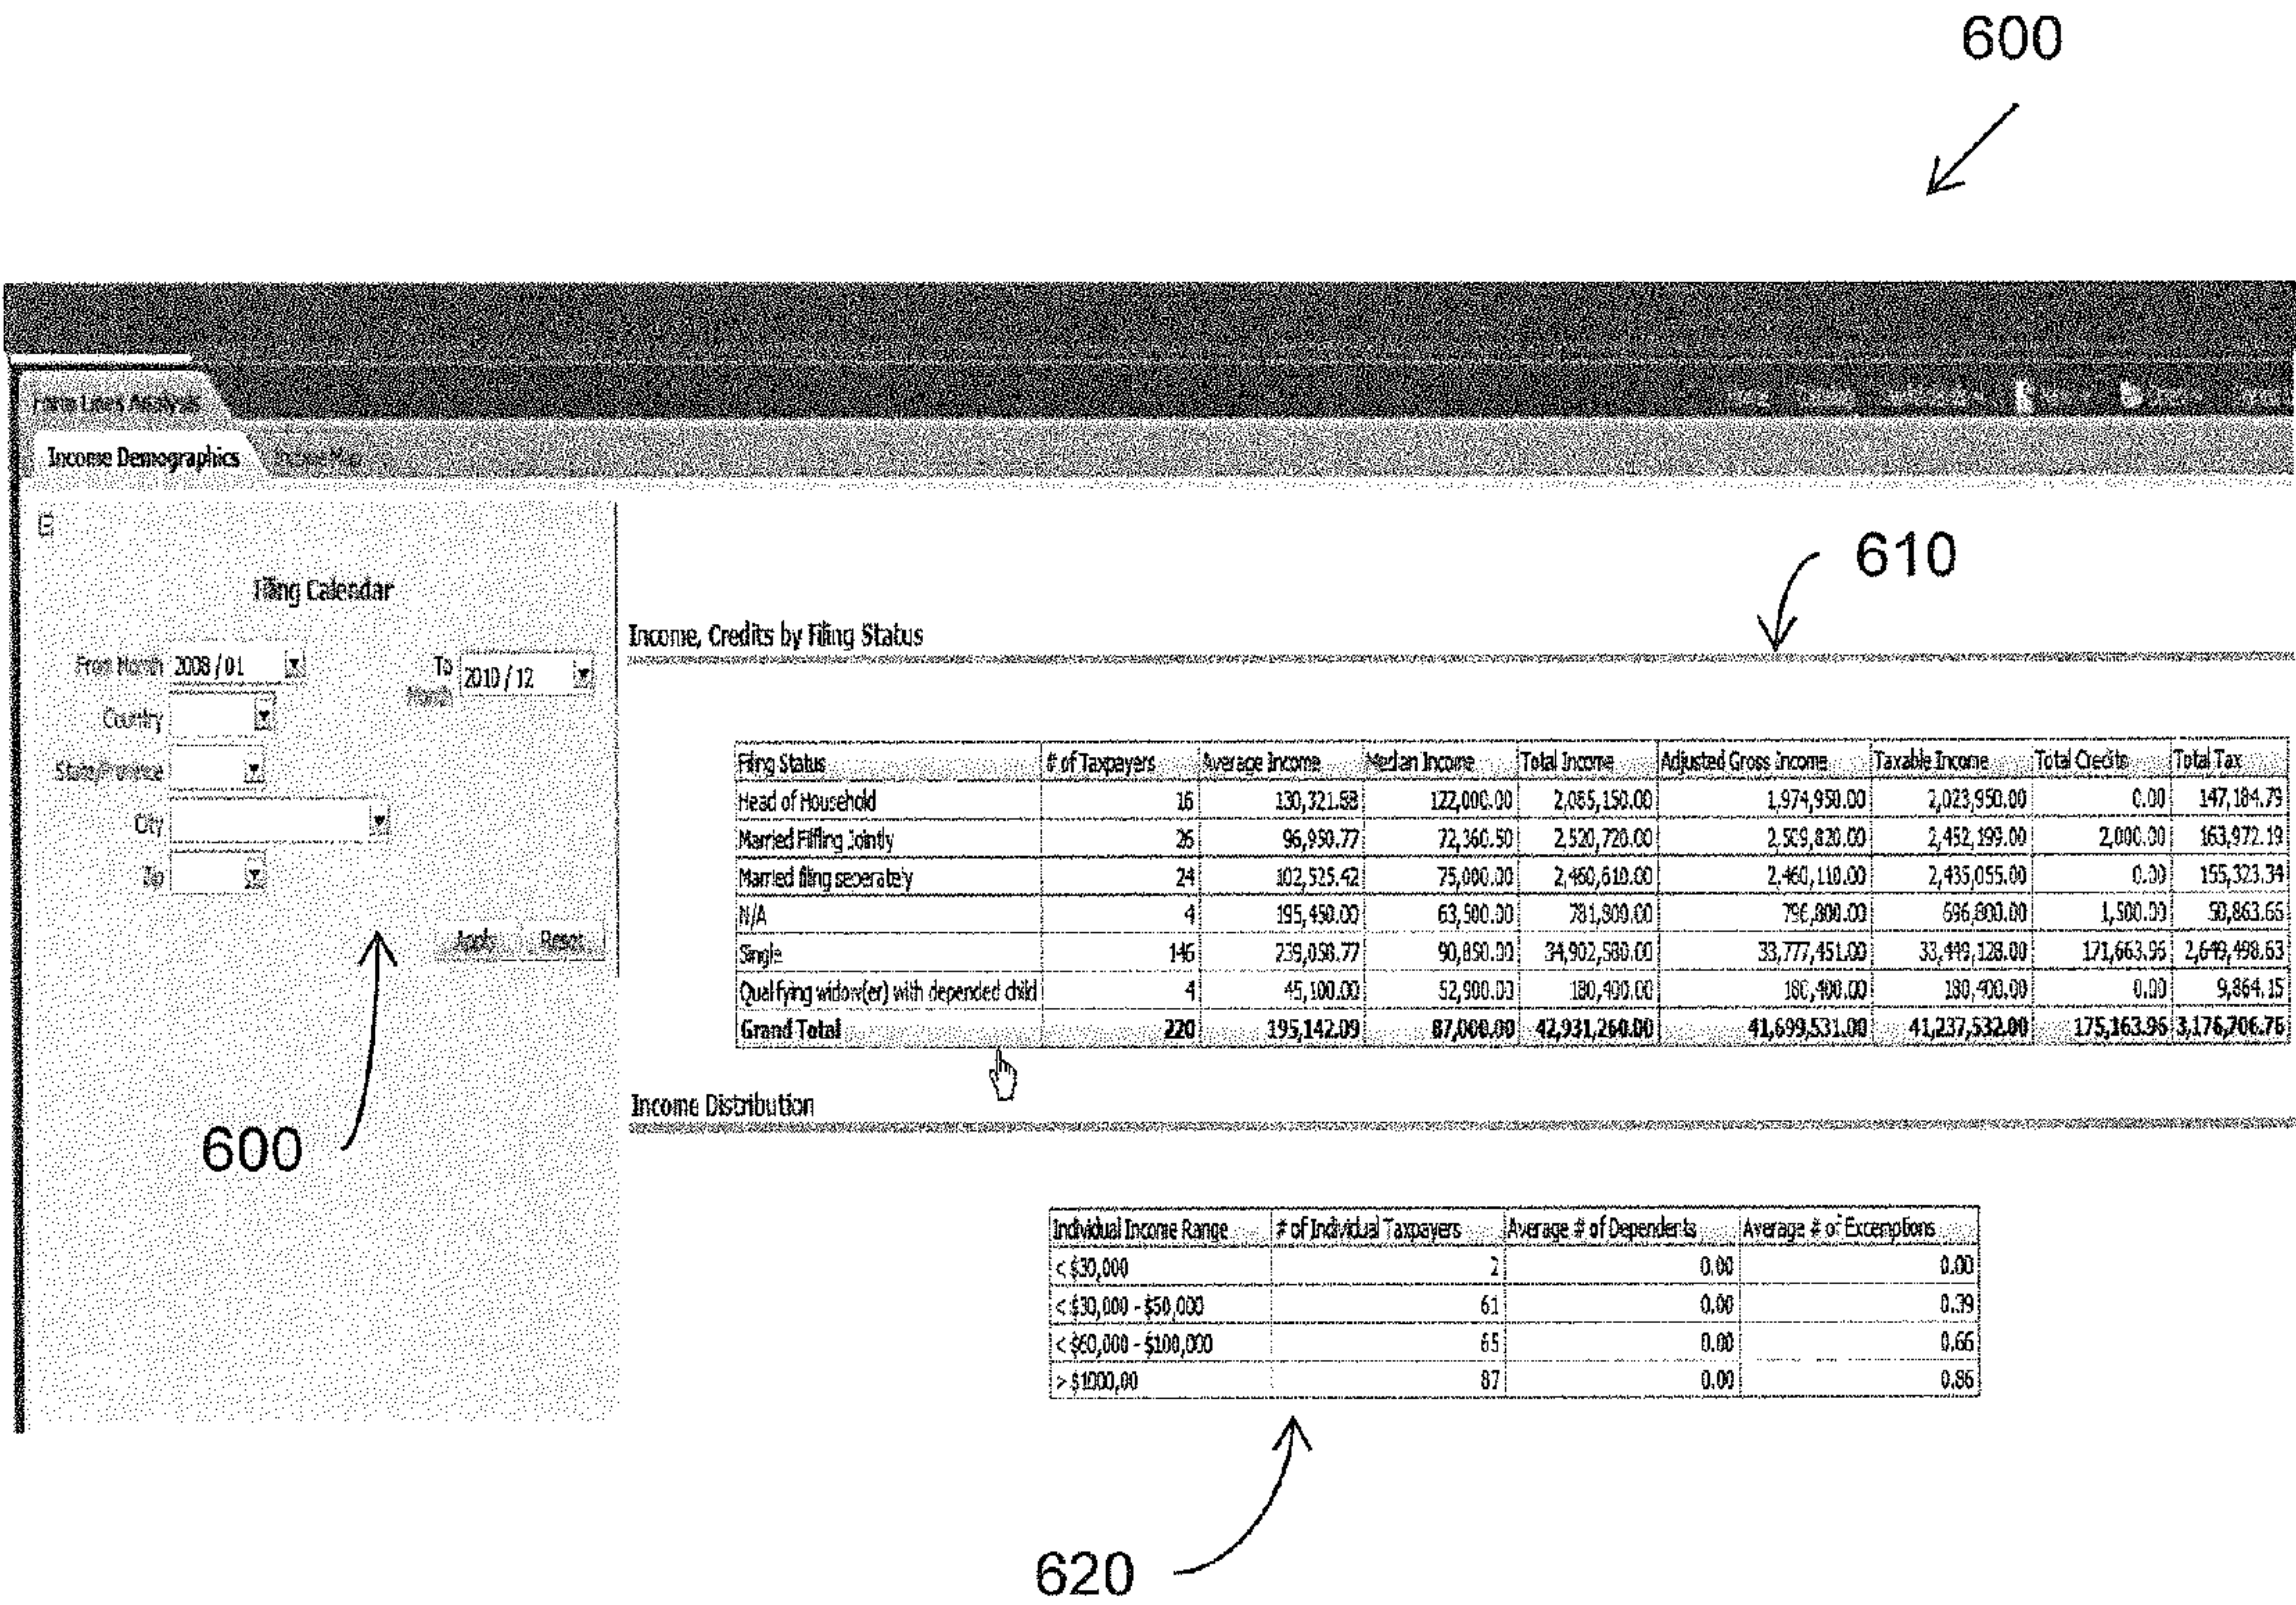 600
Income Demographics
610
Filing Calendar
Income, Credits by Filing Status
From Month 2008 / 01 To Month 2010 / 12
Country
State/Province
City
Zip
Apply Reset
Filing Status # of Taxpayers Average Income Median Income Total Income Adjusted Gross Income Taxable Income Total Credits Total Tax
Head of Household 16 130,321.88 122,000.00 2,085,150.00 1,974,950.00 2,023,950.00 0.00 147,184.79
Married Filling Jointly 26 96,950.77 72,360.50 2,520,720.00 2,509,820.00 2,452,199.00 2,000.00 163,972.19
Married filing seperately 24 102,525.42 75,000.00 2,460,610.00 2,460,110.00 2,435,055.00 0.00 155,323.34
N/A 4 195,450.00 63,500.00 781,800.00 796,800.00 696,800.00 1,500.00 50,863.66
Single 146 239,058.77 90,850.00 34,902,580.00 33,777,451.00 33,449,128.00 171,663.96 2,649,498.63
Qualifying widow(er) with depended child 4 45,100.00 52,900.00 180,400.00 180,400.00 180,400.00 0.00 9,864.15
Grand Total 220 195,142.09 87,000.00 42,931,260.00 41,699,531.00 41,237,532.00 175,163.96 3,176,706.76
Income Distribution
600
Individual Income Range # of Individual Taxpayers Average # of Dependents Average # of Excemptions
< $30,000 2 0.00 0.00
< $30,000 - $50,000 61 0.00 0.39
< $60,000 - $100,000 65 0.00 0.66
> $1000,00 87 0.00 0.86
620